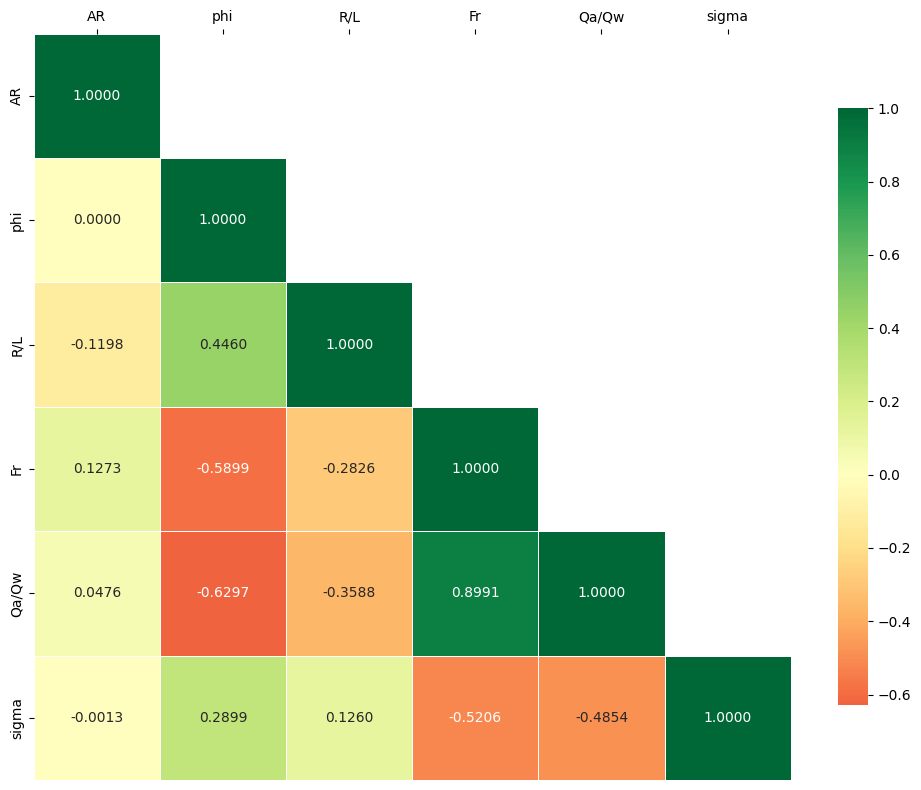 AR phi R/L Fr Qa/Qw sigma
AR 1.0000
phi 0.0000 1.0000
R/L -0.1198 0.4460 1.0000
Fr 0.1273 -0.5899 -0.2826 1.0000
Qa/Qw 0.0476 -0.6297 -0.3588 0.8991 1.0000
sigma -0.0013 0.2899 0.1260 -0.5206 -0.4854 1.0000
1.0
0.8
0.6
0.4
0.2
0.0
−0.2
−0.4
−0.6